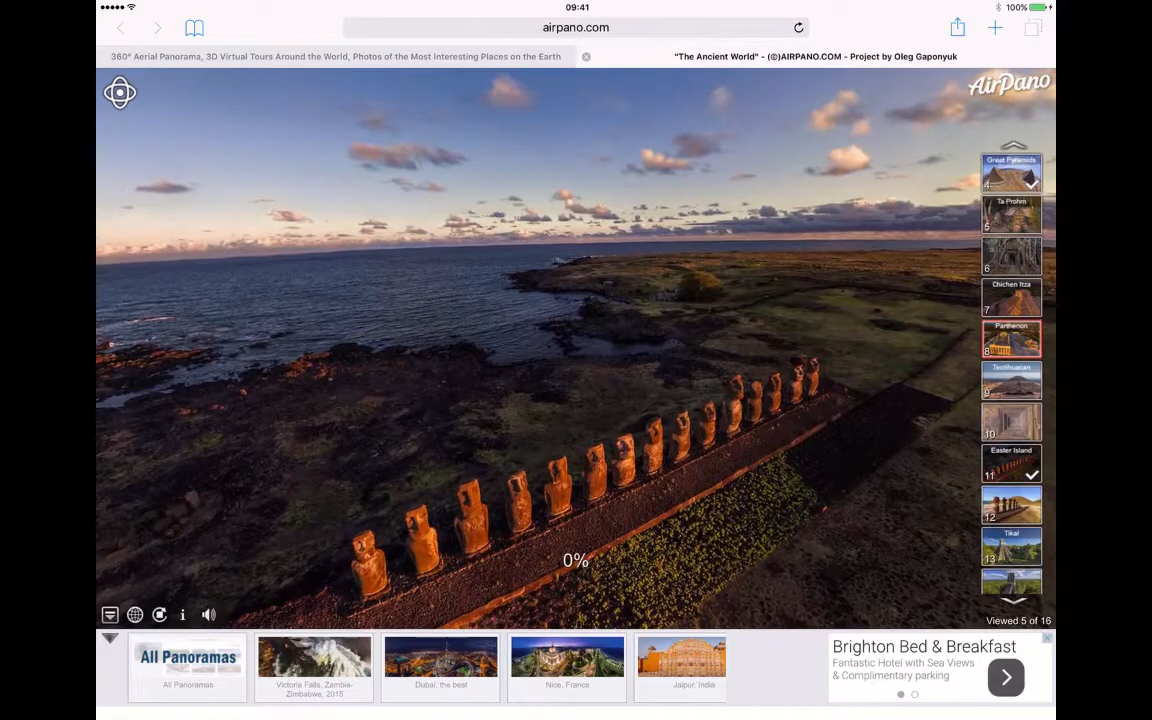 09:41
100%
airpano.com
360° Aerial Panorama, 3D Virtual Tours Around the World, Photos of the Most Interesting Places on the Earth
"The Ancient World" - (©)AIRPANO.COM - Project by Oleg Gaponyuk
AirPano
Great Pyramids
4
Ta Prohm
5
6
Chichen Itza
7
Parthenon
8
Teotihuacan
9
10
Easter Island
11
12
Tikal
13
0%
Viewed 5 of 16
All Panoramas
All Panoramas
Victoria Falls, Zambia-
Zimbabwe, 2015
Dubai, the best
Nice, France
Jaipur, India
Brighton Bed & Breakfast
Fantastic Hotel with Sea Views
& Complimentary parking